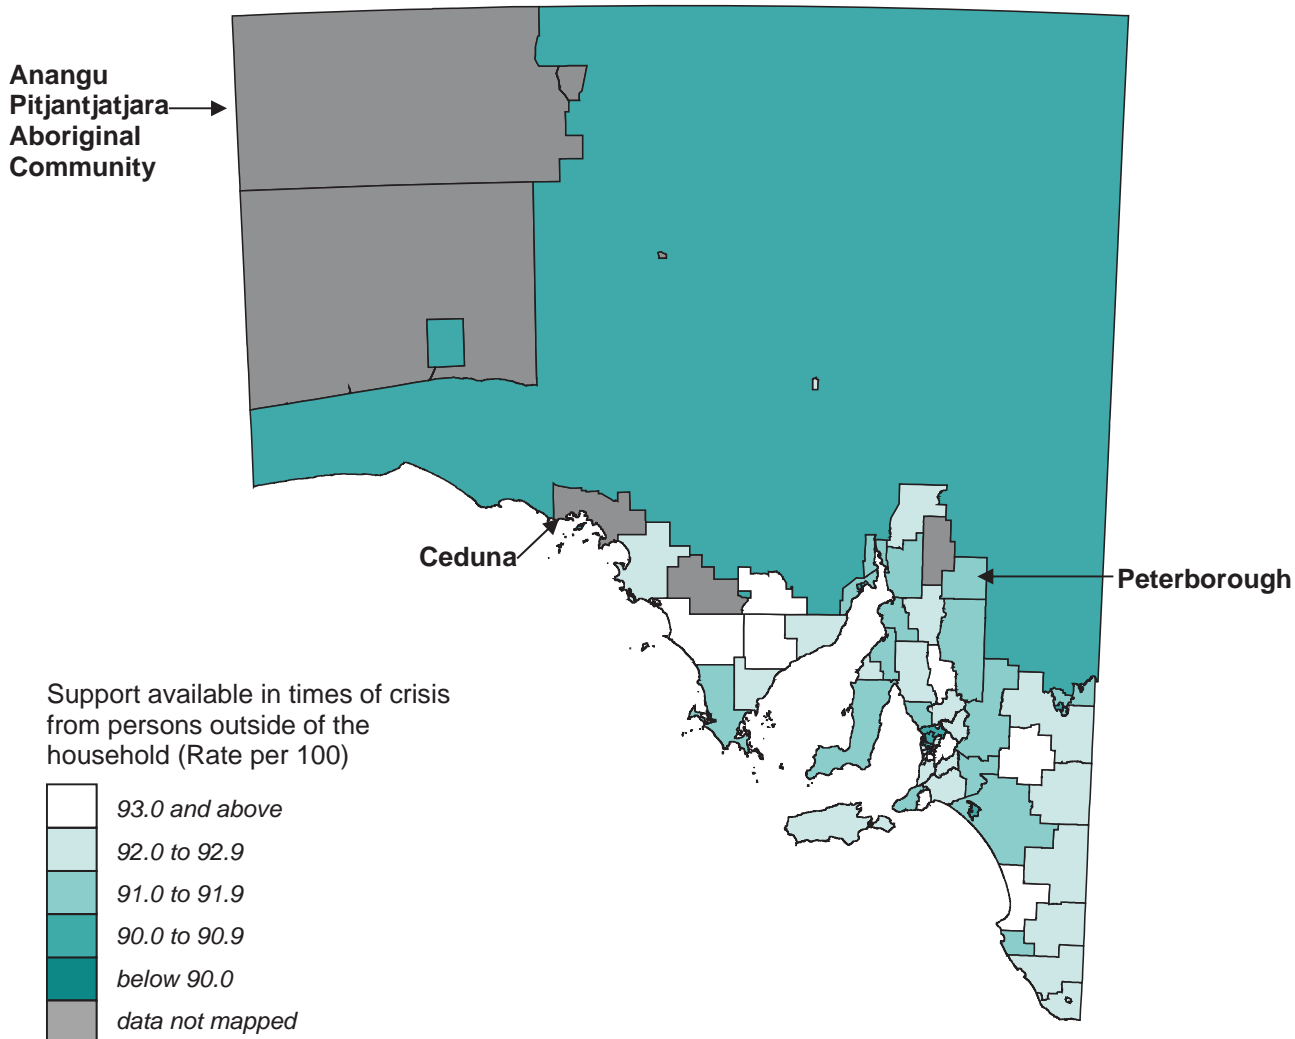 Anangu
Pitjantjatjara
Aboriginal
Community
Ceduna
Peterborough
Support available in times of crisis
from persons outside of the
household (Rate per 100)
93.0 and above
92.0 to 92.9
91.0 to 91.9
90.0 to 90.9
below 90.0
data not mapped